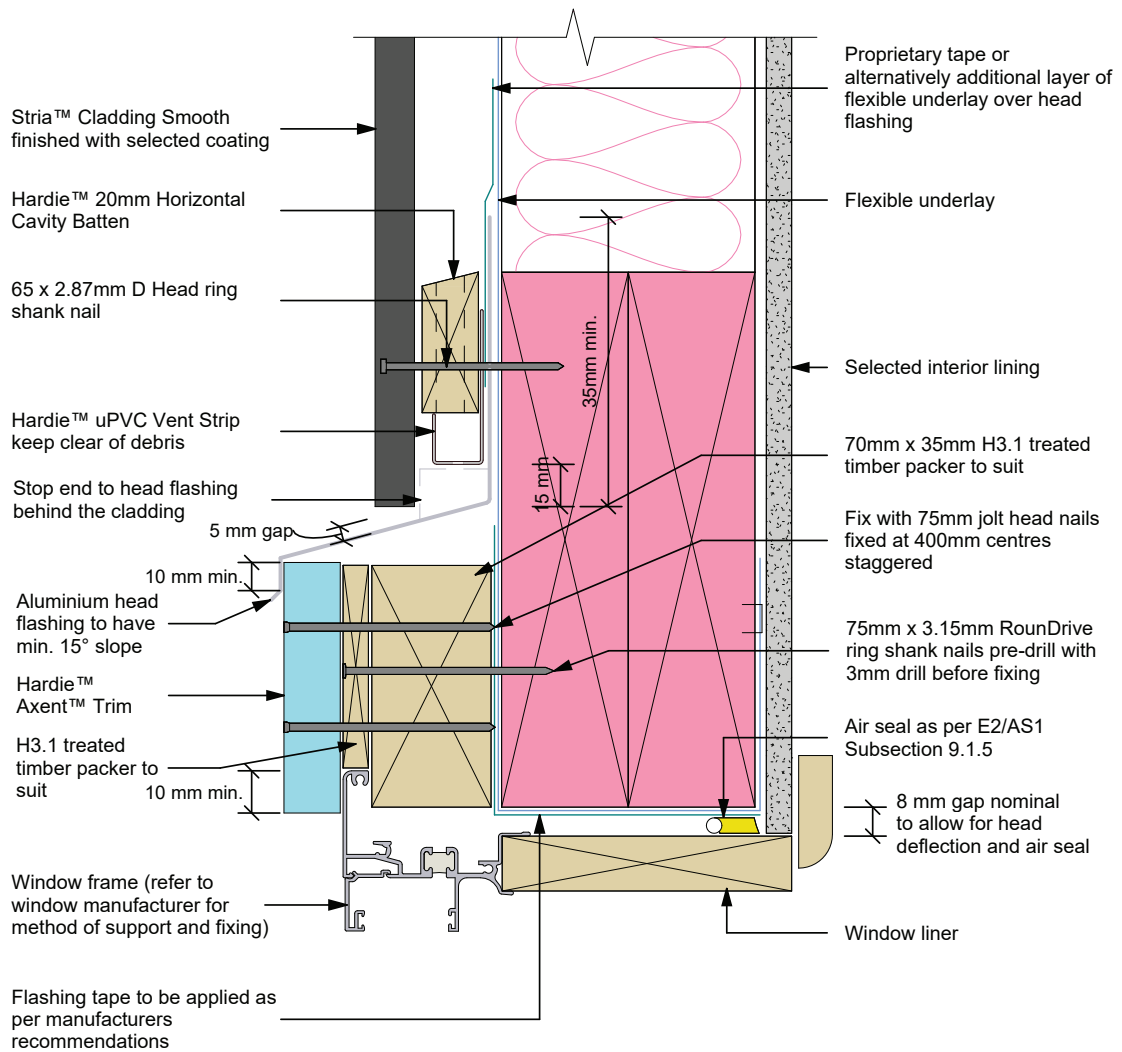 Stria™ Cladding Smooth
finished with selected coating
Hardie™ 20mm Horizontal
Cavity Batten
65 x 2.87mm D Head ring
shank nail
Hardie™ uPVC Vent Strip
keep clear of debris
Stop end to head flashing
behind the cladding
5 mm gap
10 mm min.
Aluminium head
flashing to have
min. 15° slope
Hardie™
Axent™ Trim
H3.1 treated
timber packer to
suit
10 mm min.
Window frame (refer to
window manufacturer for
method of support and fixing)
Flashing tape to be applied as
per manufacturers
recommendations
35mm min.
15 mm
Proprietary tape or
alternatively additional layer of
flexible underlay over head
flashing
Flexible underlay
Selected interior lining
70mm x 35mm H3.1 treated
timber packer to suit
Fix with 75mm jolt head nails
fixed at 400mm centres
staggered
75mm x 3.15mm RounDrive
ring shank nails pre-drill with
3mm drill before fixing
Air seal as per E2/AS1
Subsection 9.1.5
8 mm gap nominal
to allow for head
deflection and air seal
Window liner